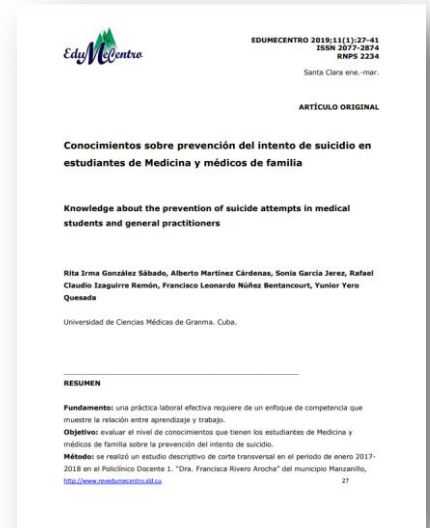 EduMeCentro
EDUMECENTRO 2019;11(1):27-41
ISSN 2077-2874
RNPS 2234
Santa Clara ene.-mar.
ARTÍCULO ORIGINAL
Conocimientos sobre prevención del intento de suicidio en
estudiantes de Medicina y médicos de familia
Knowledge about the prevention of suicide attempts in medical
students and general practitioners
Rita Irma González Sábado, Alberto Martínez Cárdenas, Sonia García Jerez, Rafael
Claudio Izaguirre Remón, Francisco Leonardo Núñez Bentancourt, Yunior Yero
Quesada
Universidad de Ciencias Médicas de Granma. Cuba.
RESUMEN
Fundamento: una práctica laboral efectiva requiere de un enfoque de competencia que
muestre la relación entre aprendizaje y trabajo.
Objetivo: evaluar el nivel de conocimientos que tienen los estudiantes de Medicina y
médicos de familia sobre la prevención del intento de suicidio.
Método: se realizó un estudio descriptivo de corte transversal en el periodo de enero 2017-
2018 en el Policlínico Docente 1. "Dra. Francisca Rivero Arocha" del municipio Manzanillo,
http://www.revedumecentro.sld.cu 27